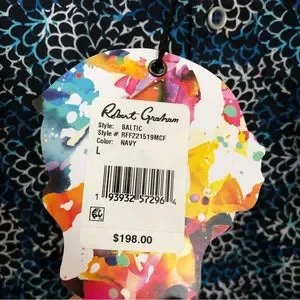 Robert Graham
Style: BALTIC
Style # RFF221519MCF
Color: NAVY
L
1 93932 57296 4
$198.00